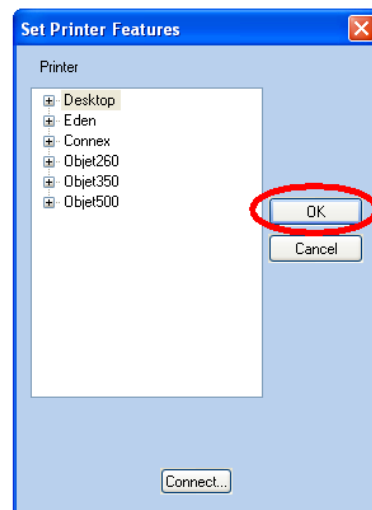 Set Printer Features
Printer
Desktop
Eden
Connex
Objet260
Objet350
Objet500
OK
Cancel
Connect...